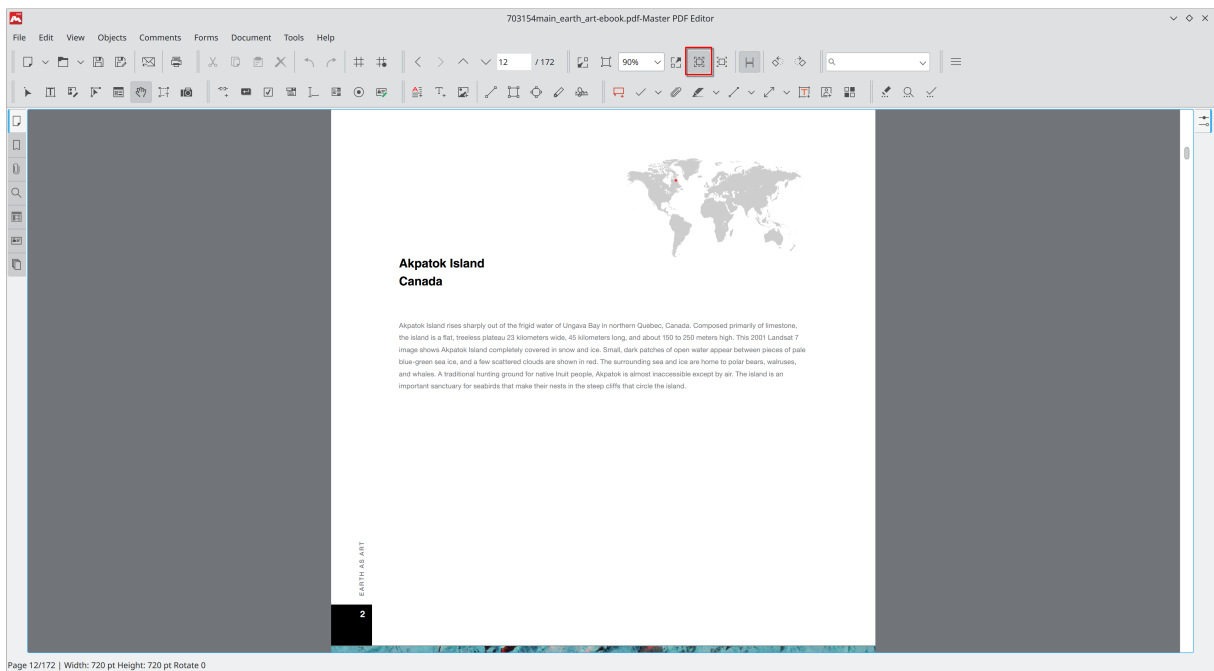 703154main_earth_art-ebook.pdf-Master PDF Editor
File Edit View Objects Comments Forms Document Tools Help
12 / 172 90%
Akpatok Island
Canada
Akpatok Island rises sharply out of the frigid water of Ungava Bay in northern Quebec, Canada. Composed primarily of limestone,
the island is a flat, treeless plateau 23 kilometers wide, 45 kilometers long, and about 150 to 250 meters high. This 2001 Landsat 7
image shows Akpatok Island completely covered in snow and ice. Small, dark patches of open water appear between pieces of pale
blue-green sea ice, and a few scattered clouds are shown in red. The surrounding sea and ice are home to polar bears, walruses,
and whales. A traditional hunting ground for native Inuit people, Akpatok is almost inaccessible except by air. The island is an
important sanctuary for seabirds that make their nests in the steep cliffs that circle the island.
EARTH AS ART
2
Page 12/172 | Width: 720 pt Height: 720 pt Rotate 0